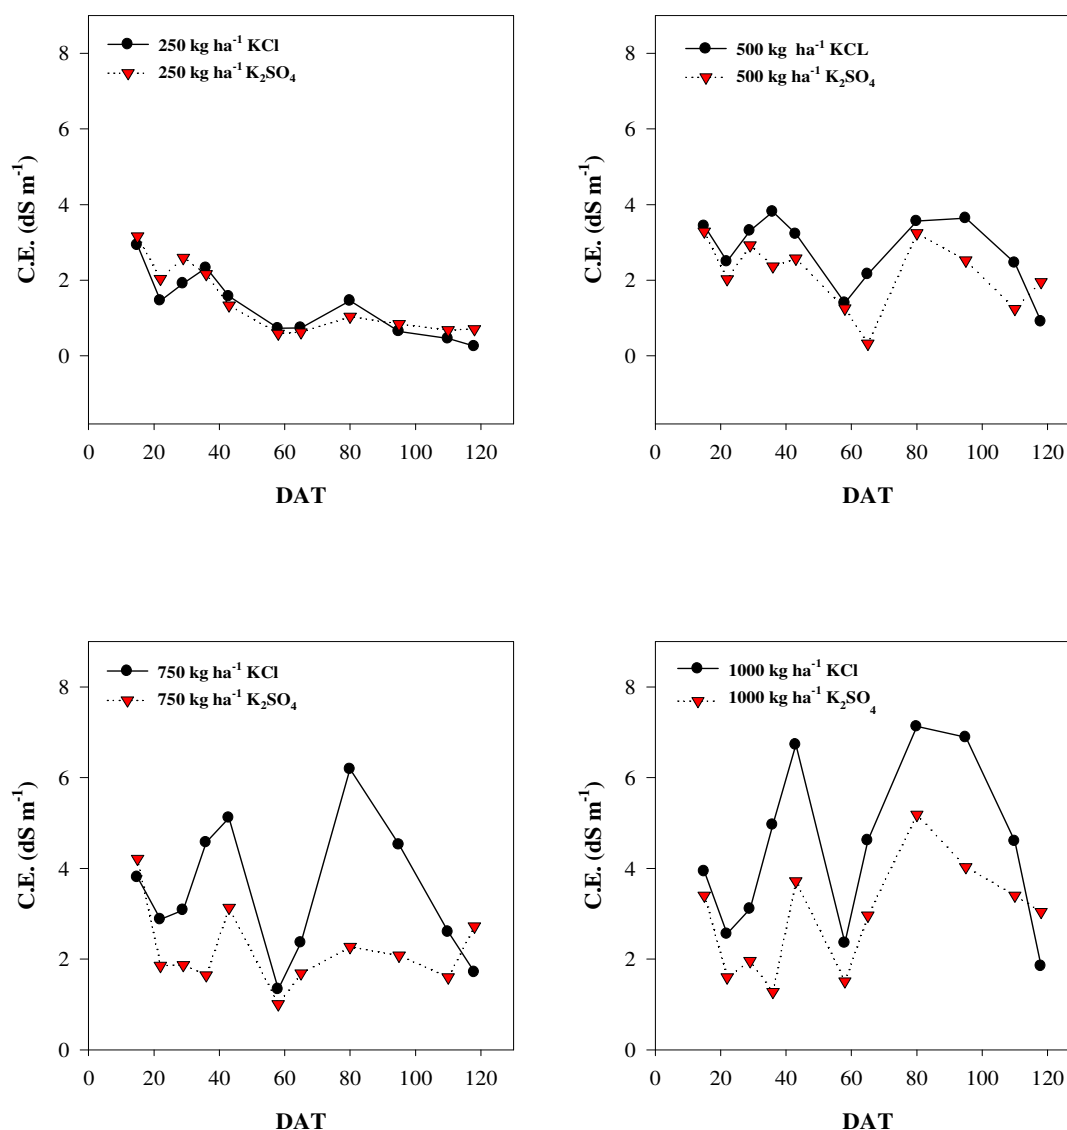 250 kg ha⁻¹ KCl
250 kg ha⁻¹ K₂SO₄
8
6
4
2
0
C.E. (dS m⁻¹)
0 20 40 60 80 100 120
DAT
500 kg ha⁻¹ KCL
500 kg ha⁻¹ K₂SO₄
8
6
4
2
0
C.E. (dS m⁻¹)
0 20 40 60 80 100 120
DAT
750 kg ha⁻¹ KCl
750 kg ha⁻¹ K₂SO₄
8
6
4
2
0
C.E. (dS m⁻¹)
0 20 40 60 80 100 120
DAT
1000 kg ha⁻¹ KCl
1000 kg ha⁻¹ K₂SO₄
8
6
4
2
0
C.E. (dS m⁻¹)
0 20 40 60 80 100 120
DAT